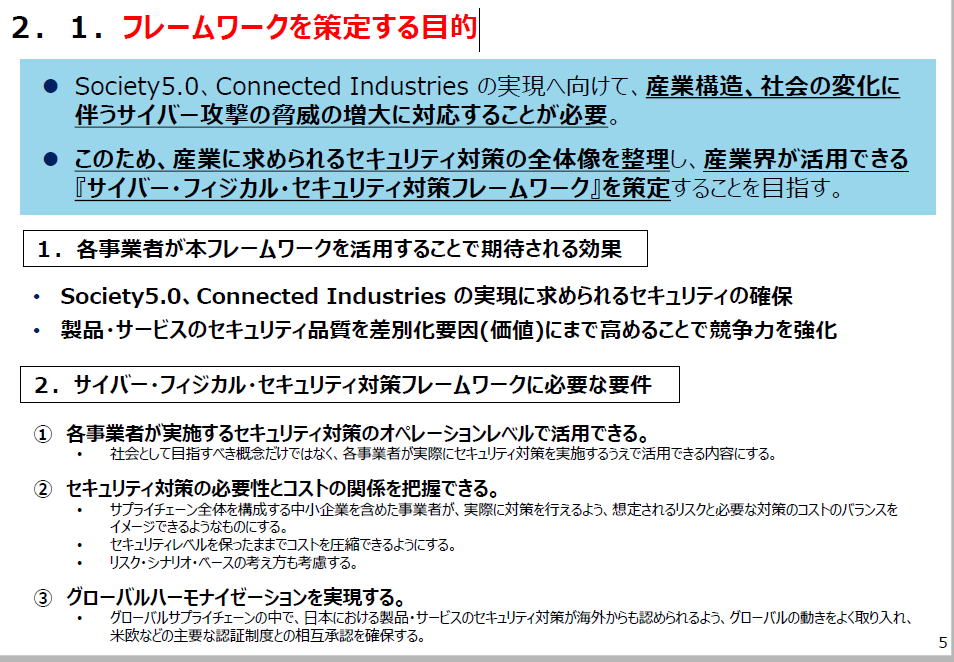 ２．１．フレームワークを策定する目的
● Society5.0、Connected Industries の実現へ向けて、産業構造、社会の変化に
伴うサイバー攻撃の脅威の増大に対応することが必要。
● このため、産業に求められるセキュリティ対策の全体像を整理し、産業界が活用できる
『サイバー・フィジカル・セキュリティ対策フレームワーク』を策定することを目指す。
１．各事業者が本フレームワークを活用することで期待される効果
• Society5.0、Connected Industries の実現に求められるセキュリティの確保
• 製品・サービスのセキュリティ品質を差別化要因(価値)にまで高めることで競争力を強化
２．サイバー・フィジカル・セキュリティ対策フレームワークに必要な要件
① 各事業者が実施するセキュリティ対策のオペレーションレベルで活用できる。
• 社会として目指すべき概念だけではなく、各事業者が実際にセキュリティ対策を実施するうえで活用できる内容にする。
② セキュリティ対策の必要性とコストの関係を把握できる。
• サプライチェーン全体を構成する中小企業を含めた事業者が、実際に対策を行えるよう、想定されるリスクと必要な対策のコストのバランスを
イメージできるようなものにする。
• セキュリティレベルを保ったままでコストを圧縮できるようにする。
• リスク・シナリオ・ベースの考え方も考慮する。
③ グローバルハーモナイゼーションを実現する。
• グローバルサプライチェーンの中で、日本における製品・サービスのセキュリティ対策が海外からも認められるよう、グローバルの動きをよく取り入れ、
米欧などの主要な認証制度との相互承認を確保する。
5